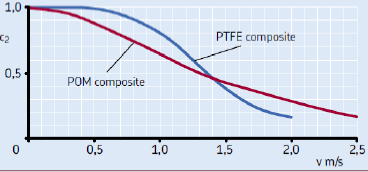 1,0
c₂
PTFE composite
0,5
POM composite
0 0,5 1,0 1,5 2,0 2,5
v m/s